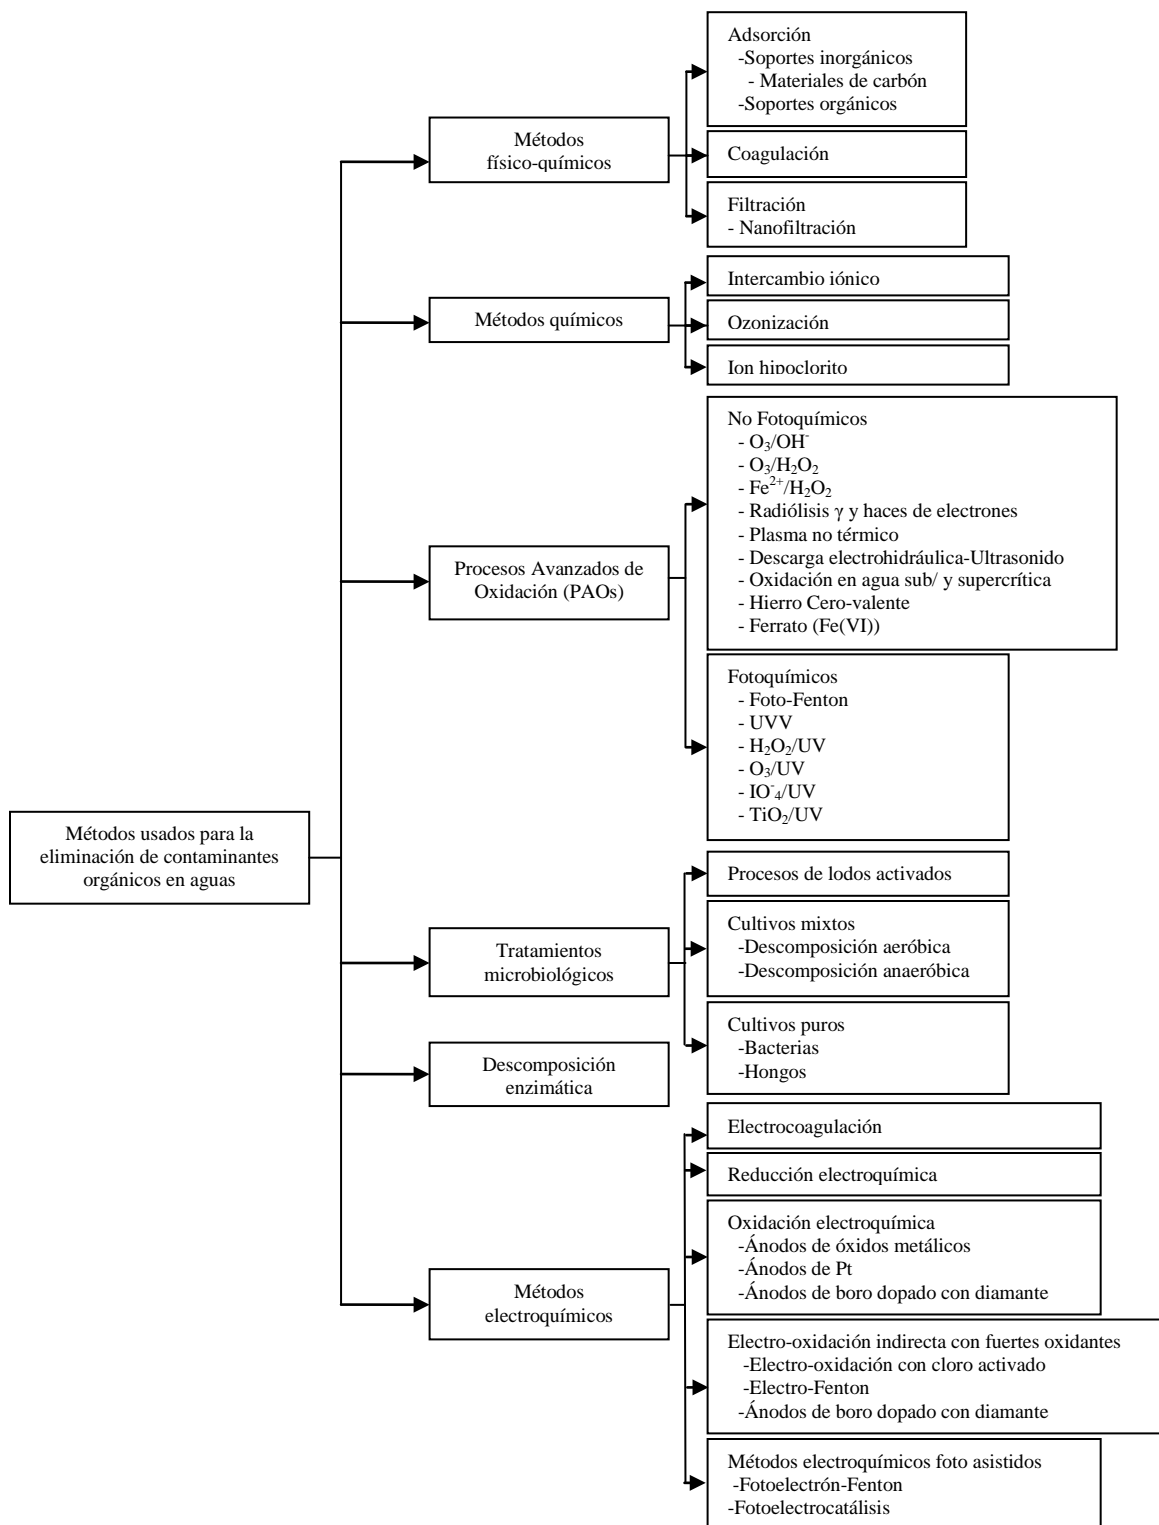 Métodos usados para la
eliminación de contaminantes
orgánicos en aguas
Métodos
físico-químicos
Adsorción
-Soportes inorgánicos
- Materiales de carbón
-Soportes orgánicos
Coagulación
Filtración
- Nanofiltración
Métodos químicos
Intercambio iónico
Ozonización
Ion hipoclorito
Procesos Avanzados de
Oxidación (PAOs)
No Fotoquímicos
- O₃/OH⁻
- O₃/H₂O₂
- Fe²⁺/H₂O₂
- Radiólisis γ y haces de electrones
- Plasma no térmico
- Descarga electrohidráulica-Ultrasonido
- Oxidación en agua sub/ y supercrítica
- Hierro Cero-valente
- Ferrato (Fe(VI))
Fotoquímicos
- Foto-Fenton
- UVV
- H₂O₂/UV
- O₃/UV
- IO⁻₄/UV
- TiO₂/UV
Tratamientos
microbiológicos
Procesos de lodos activados
Cultivos mixtos
-Descomposición aeróbica
-Descomposición anaeróbica
Cultivos puros
-Bacterias
-Hongos
Descomposición
enzimática
Métodos
electroquímicos
Electrocoagulación
Reducción electroquímica
Oxidación electroquímica
-Ánodos de óxidos metálicos
-Ánodos de Pt
-Ánodos de boro dopado con diamante
Electro-oxidación indirecta con fuertes oxidantes
-Electro-oxidación con cloro activado
-Electro-Fenton
-Ánodos de boro dopado con diamante
Métodos electroquímicos foto asistidos
-Fotoelectrón-Fenton
-Fotoelectrocatálisis